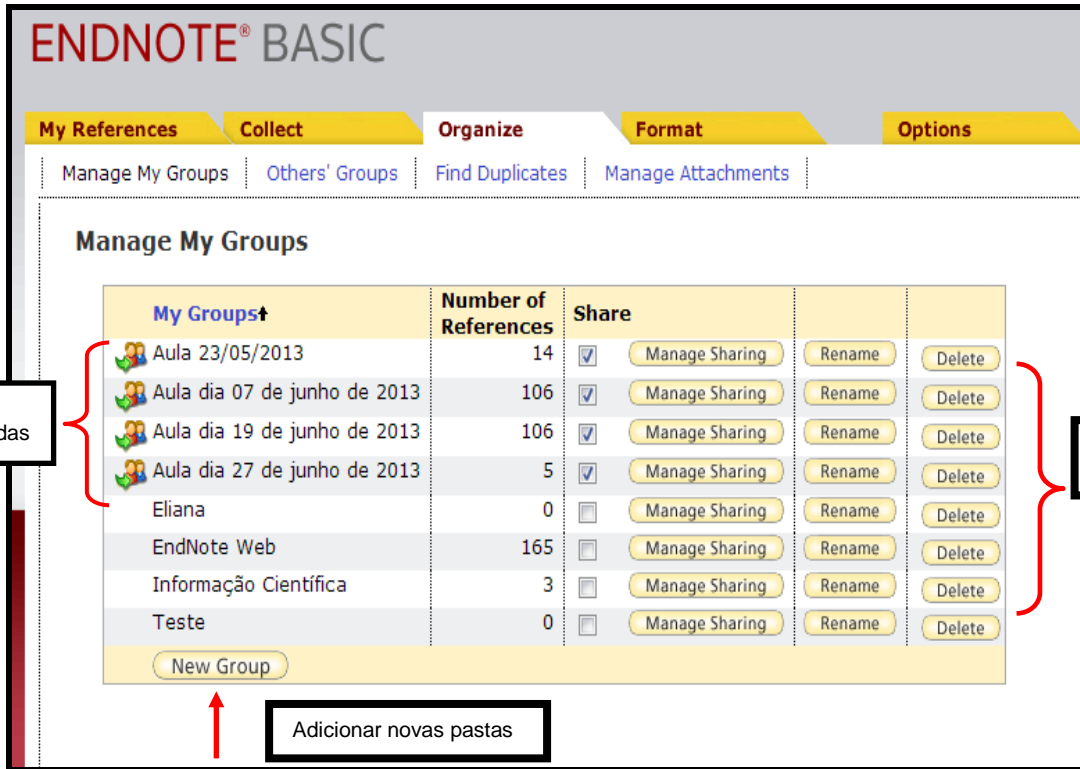 ENDNOTE® BASIC
My References Collect Organize Format Options
Manage My Groups Others' Groups Find Duplicates Manage Attachments
Manage My Groups
My Groups Number of References Share
Aula 23/05/2013 14 Manage Sharing Rename Delete
Aula dia 07 de junho de 2013 106 Manage Sharing Rename Delete
Aula dia 19 de junho de 2013 106 Manage Sharing Rename Delete
das
Aula dia 27 de junho de 2013 5 Manage Sharing Rename Delete
Eliana 0 Manage Sharing Rename Delete
EndNote Web 165 Manage Sharing Rename Delete
Informação Científica 3 Manage Sharing Rename Delete
Teste 0 Manage Sharing Rename Delete
New Group
Adicionar novas pastas